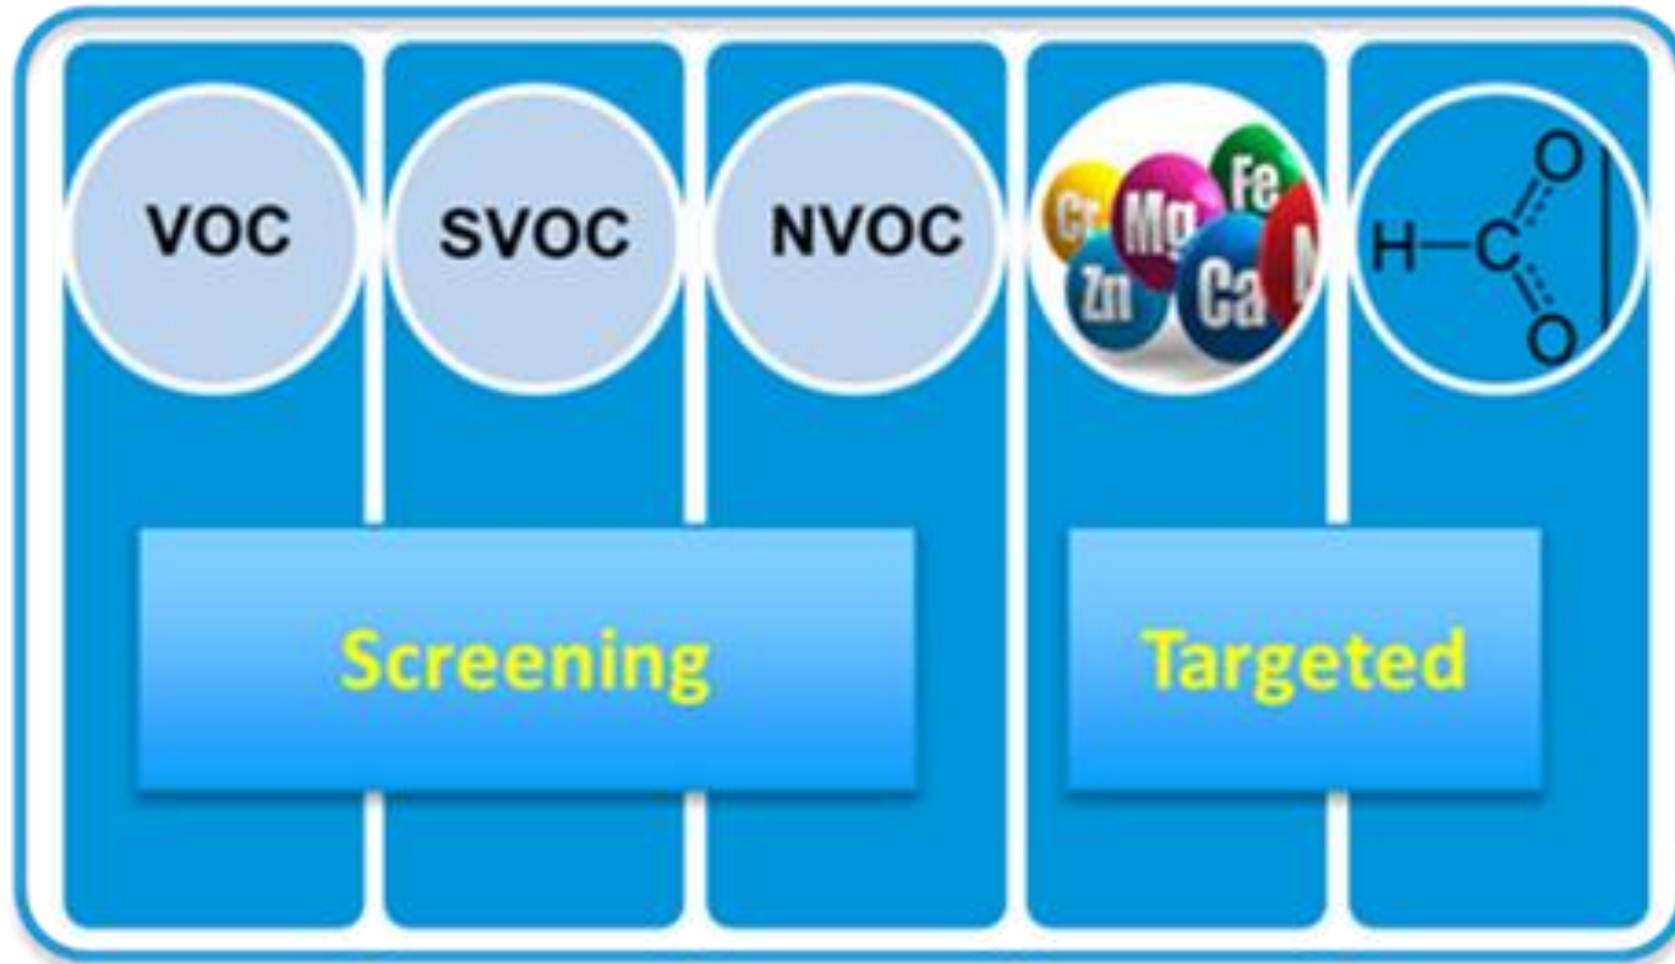 VOC
SVOC
NVOC
Cr
Mg
Fe
Zn
Ca
H
C
O
O
Screening
Targeted